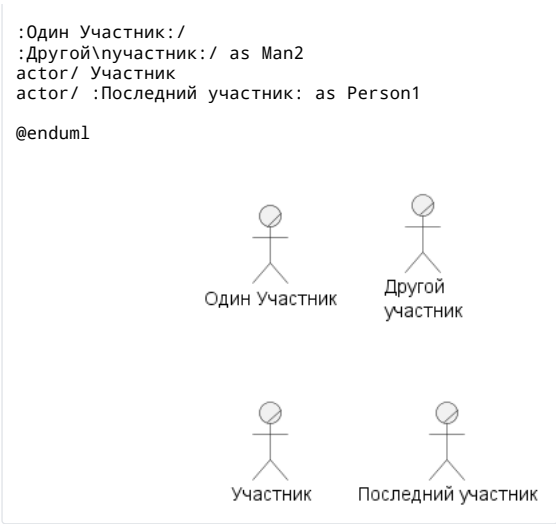 :Один Участник:/
:Другой\nучастник:/ as Man2
actor/ Участник
actor/ :Последний участник: as Person1
@enduml
Один Участник
Другой
участник
Участник
Последний участник